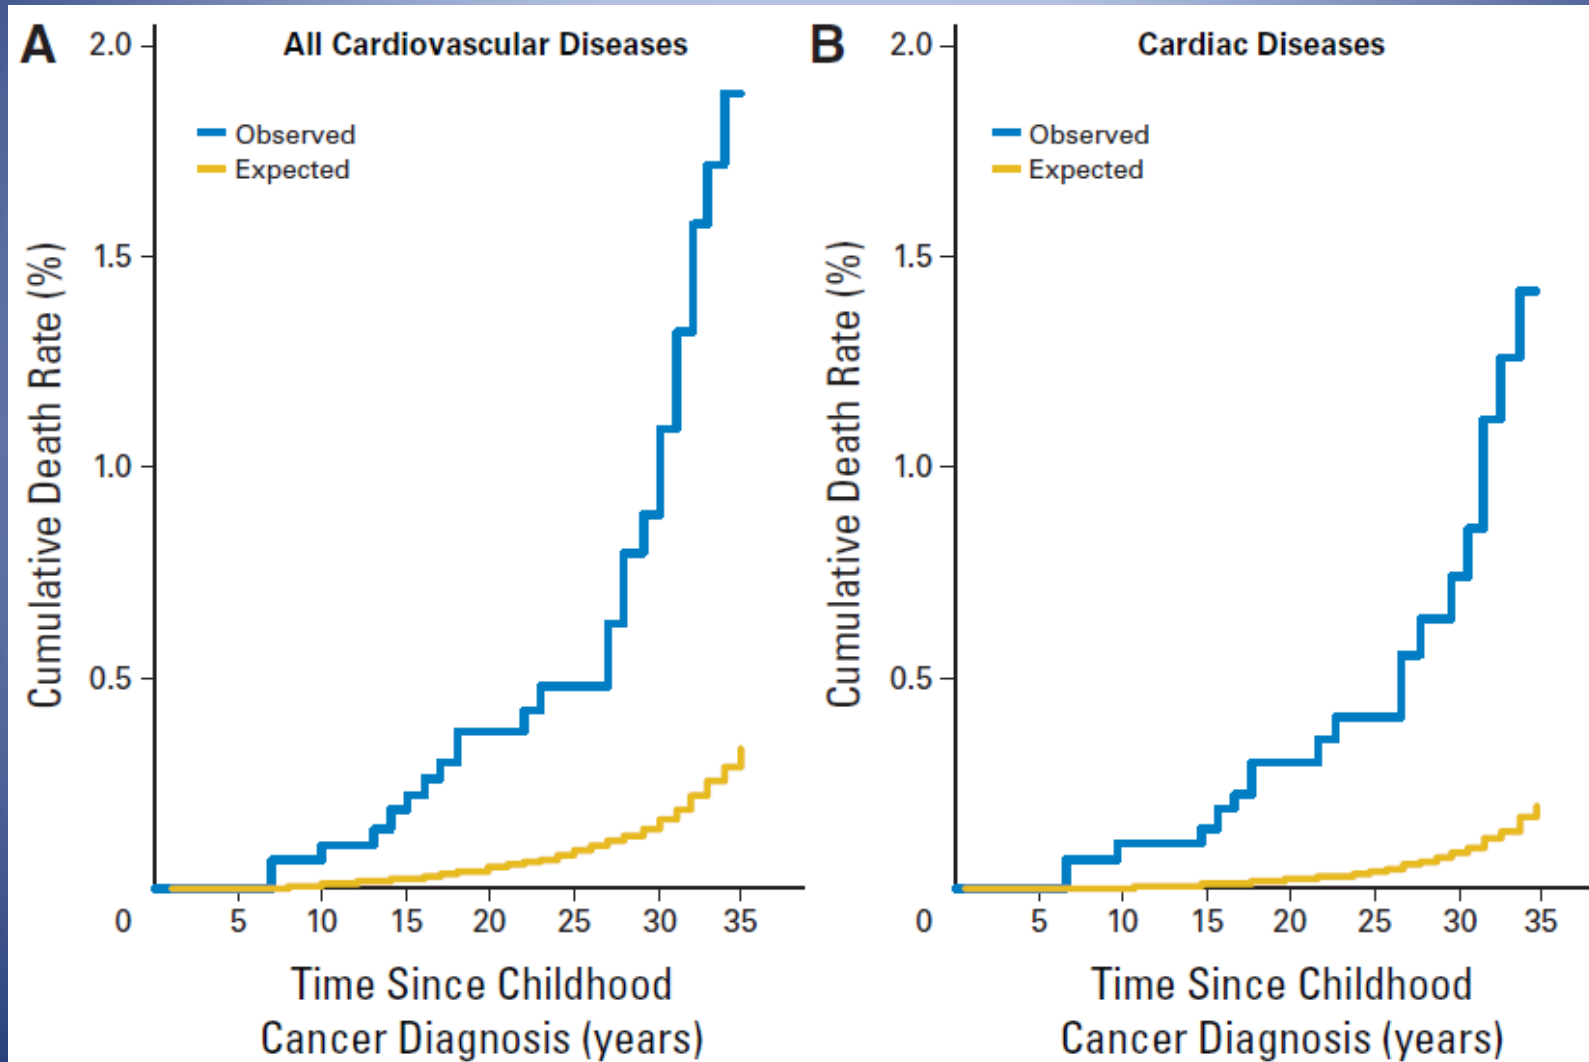 A
All Cardiovascular Diseases
2.0
1.5
1.0
0.5
0
Observed
Expected
Cumulative Death Rate (%)
5 10 15 20 25 30 35
Time Since Childhood
Cancer Diagnosis (years)
B
Cardiac Diseases
2.0
1.5
1.0
0.5
0
Observed
Expected
Cumulative Death Rate (%)
5 10 15 20 25 30 35
Time Since Childhood
Cancer Diagnosis (years)